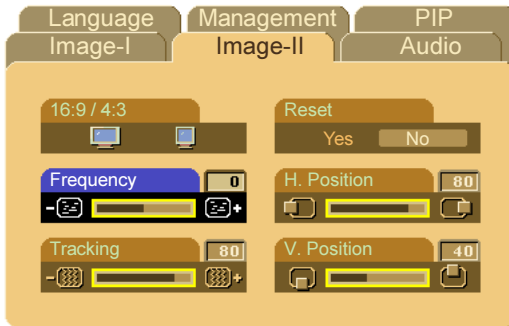 Language Management PIP
Image-I Image-II Audio
16:9 / 4:3
Reset
Yes No
Frequency 0
- +
H. Position 80
Tracking 80
- +
V. Position 40